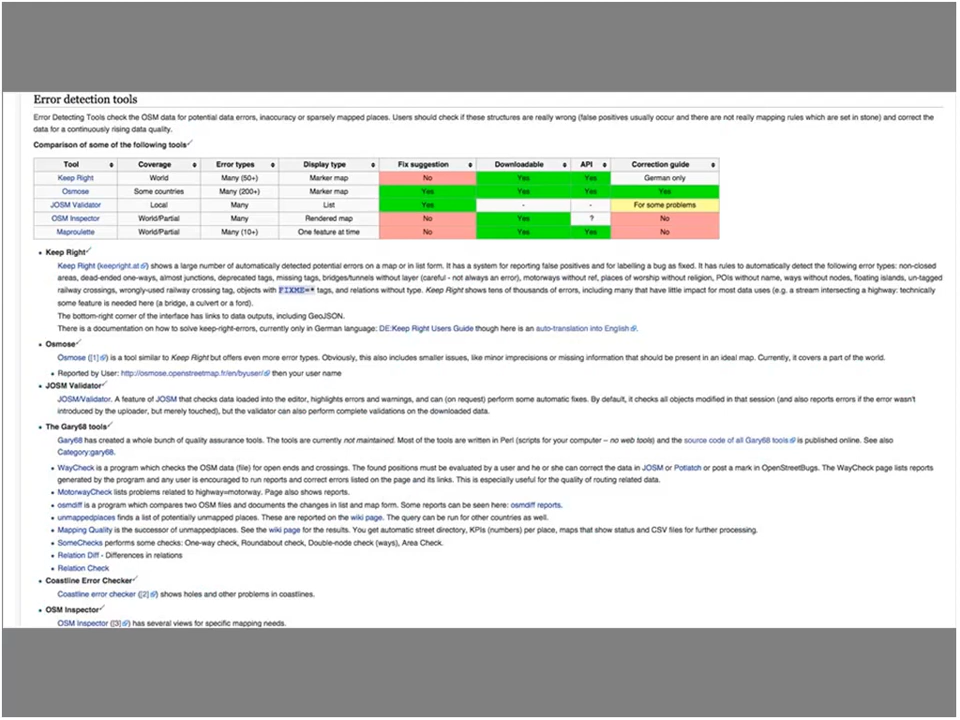 Error detection tools
Error Detecting Tools check the OSM data for potential data errors, inaccuracy or sparsely mapped places. Users should check if these structures are really wrong (false positives usually occur and there are not really mapping rules which are set in stone) and correct the
data for a continuously rising data quality.
Comparison of some of the following tools
Tool Coverage Error types Display type Fix suggestion Downloadable API Correction guide
Keep Right World Many (50+) Marker map No Yes Yes German only
Osmose Some countries Many (200+) Marker map Yes Yes Yes Yes
JOSM Validator Local Many List Yes - - For some problems
OSM Inspector World/Partial Many Rendered map No Yes ? No
Maproulette World/Partial Many (10+) One feature at time No Yes Yes No
• Keep Right
Keep Right (keepright.at) shows a large number of automatically detected potential errors on a map or in list form. It has a system for reporting false positives and for labelling a bug as fixed. It has rules to automatically detect the following error types: non-closed
areas, dead-ended one-ways, almost junctions, deprecated tags, missing tags, bridges/tunnels without layer (careful - not always an error), motorways without ref, places of worship without religion, POIs without name, ways without nodes, floating islands, un-tagged
railway crossings, wrongly-used railway crossing tag, objects with FIXME=* tags, and relations without type. Keep Right shows tens of thousands of errors, including many that have little impact for most data uses (e.g. a stream intersecting a highway: technically
some feature is needed here (a bridge, a culvert or a ford).
The bottom-right corner of the interface has links to data outputs, including GeoJSON.
There is a documentation on how to solve keep-right-errors, currently only in German language: DE:Keep Right Users Guide though here is an auto-translation into English.
• Osmose
Osmose ([1]) is a tool similar to Keep Right but offers even more error types. Obviously, this also includes smaller issues, like minor imprecisions or missing information that should be present in an ideal map. Currently, it covers a part of the world.
• Reported by User: http://osmose.openstreetmap.fr/en/byuser/ then your user name
• JOSM Validator
JOSM/Validator. A feature of JOSM that checks data loaded into the editor, highlights errors and warnings, and can (on request) perform some automatic fixes. By default, it checks all objects modified in that session (and also reports errors if the error wasn't
introduced by the uploader, but merely touched), but the validator can also perform complete validations on the downloaded data.
• The Gary68 tools
Gary68 has created a whole bunch of quality assurance tools. The tools are currently not maintained. Most of the tools are written in Perl (scripts for your computer – no web tools) and the source code of all Gary68 tools is published online. See also
Category:gary68.
• WayCheck is a program which checks the OSM data (file) for open ends and crossings. The found positions must be evaluated by a user and he or she can correct the data in JOSM or Potlatch or post a mark in OpenStreetBugs. The WayCheck page lists reports
generated by the program and any user is encouraged to run reports and correct errors listed on the page and its links. This is especially useful for the quality of routing related data.
• MotorwayCheck lists problems related to highway=motorway. Page also shows reports.
• osmdiff is a program which compares two OSM files and documents the changes in list and map form. Some reports can be seen here: osmdiff reports.
• unmappedplaces finds a list of potentially unmapped places. These are reported on the wiki page. The query can be run for other countries as well.
• Mapping Quality is the successor of unmappedplaces. See the wiki page for the results. You get automatic street directory, KPIs (numbers) per place, maps that show status and CSV files for further processing.
• SomeChecks performs some checks: One-way check, Roundabout check, Double-node check (ways), Area Check.
• Relation Diff - Differences in relations
• Relation Check
• Coastline Error Checker
Coastline error checker ([2]) shows holes and other problems in coastlines.
• OSM Inspector
OSM Inspector ([3]) has several views for specific mapping needs.